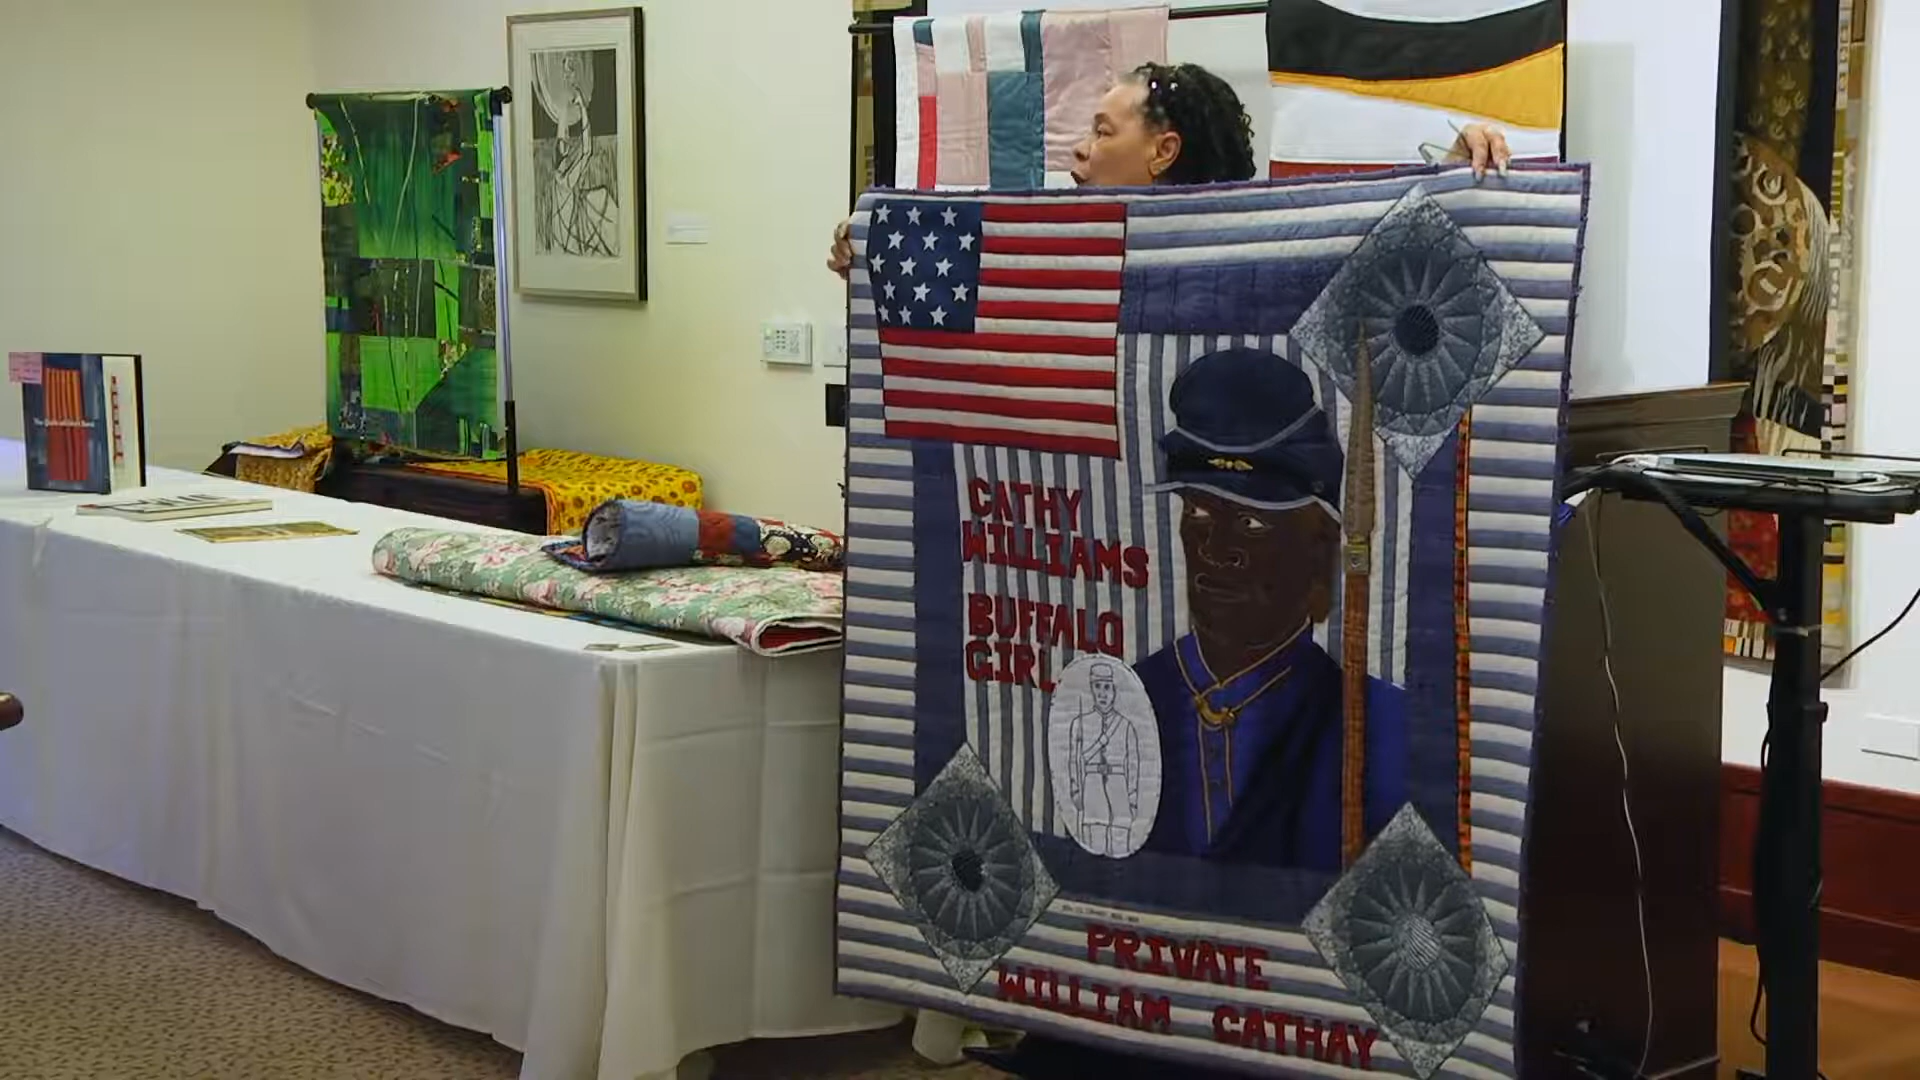 CATHY
WILLIAMS
BUFFALO
GIRL
PRIVATE
WILLIAM CATHAY